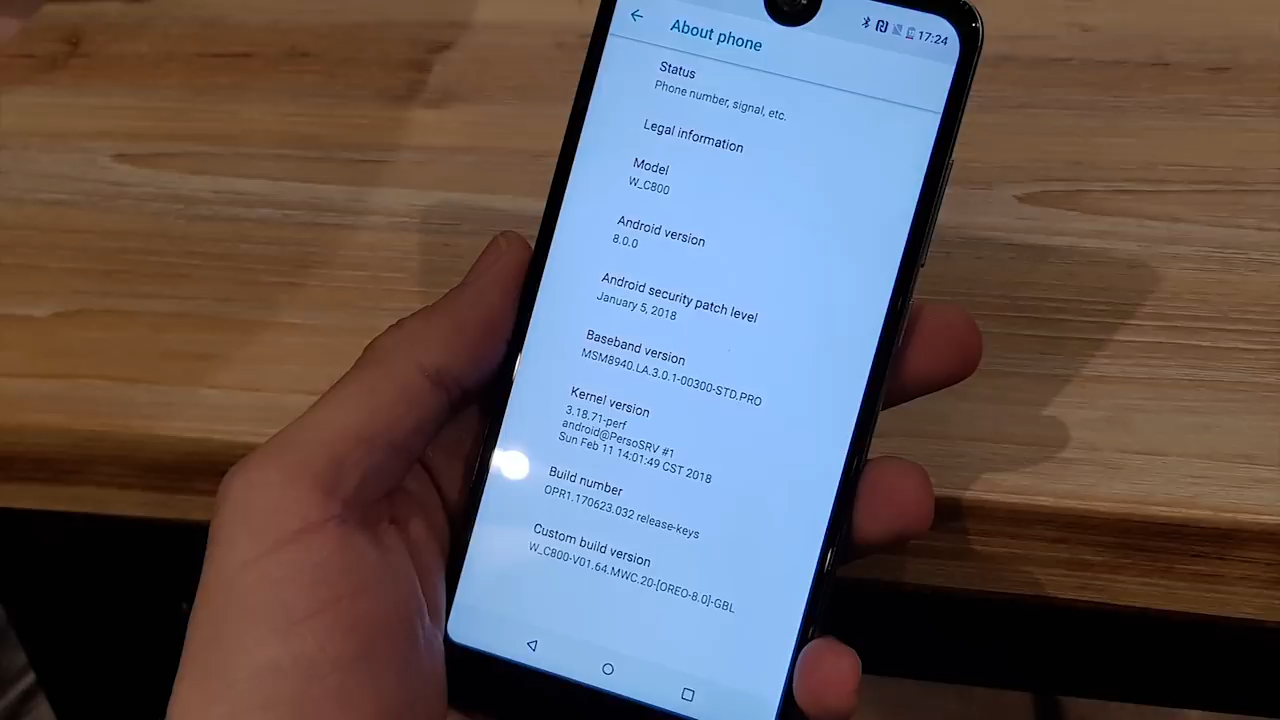 17:24
About phone
Status
Phone number, signal, etc.
Legal information
Model
W_C800
Android version
8.0.0
Android security patch level
January 5, 2018
Baseband version
MSM8940.LA.3.0.1-00300-STD.PRO
Kernel version
3.18.71-perf
android@PersoSRV #1
Sun Feb 11 14:01:49 CST 2018
Build number
OPR1.170623.032 release-keys
Custom build version
W_C800-V01.64.MWC.20-[OREO-8.0]-GBL